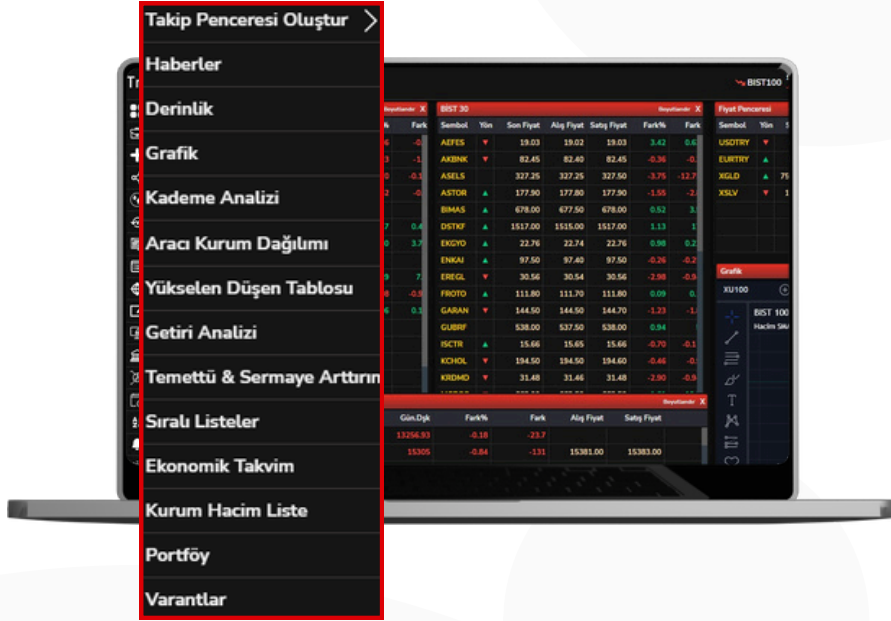 Takip Penceresi Oluştur
Haberler
Derinlik
Grafik
Kademe Analizi
Aracı Kurum Dağılımı
Yükselen Düşen Tablosu
Getiri Analizi
Temettü & Sermaye Arttırım
Sıralı Listeler
Ekonomik Takvim
Kurum Hacim Liste
Portföy
Varantlar
BIST100
Boyutlandır X
Fark
BIST 30 Boyutlandır X
Sembol Yön Son Fiyat Alış Fiyat Satış Fiyat Fark% Fark
AEFES 19.03 19.02 19.03 3.42
AKBNK 82.45 82.40 82.45 -0.36
ASELS 327.25 327.25 327.50 -3.75
ASTOR 177.90 177.80 177.90 -1.55
BIMAS 678.00 677.50 678.00 0.52
DSTKF 1517.00 1515.00 1517.00 1.13
EKGYO 22.76 22.74 22.76 0.98
ENKAI 97.50 97.40 97.50 -0.26
EREGL 30.56 30.54 30.56 -2.98
FROTO 111.80 111.70 111.80 0.09
GARAN 144.50 144.50 144.70 -1.23
GUBRF 538.00 537.50 538.00 0.94
ISCTR 15.66 15.65 15.66 -0.70
KCHOL 194.50 194.50 194.60 -0.46
KRDMD 31.48 31.46 31.48 -2.90
Boyutlandır X
Gün.Dşk Fark% Fark Alış Fiyat Satış Fiyat
13256.93 -0.18 -23.7
15305 -0.84 -131 15381.00 15383.00
Fiyat Penceresi
Sembol Yön
USDTRY
EURTRY
XGLD
XSLV
Grafik
XU100
BIST 100
Hacim SMA